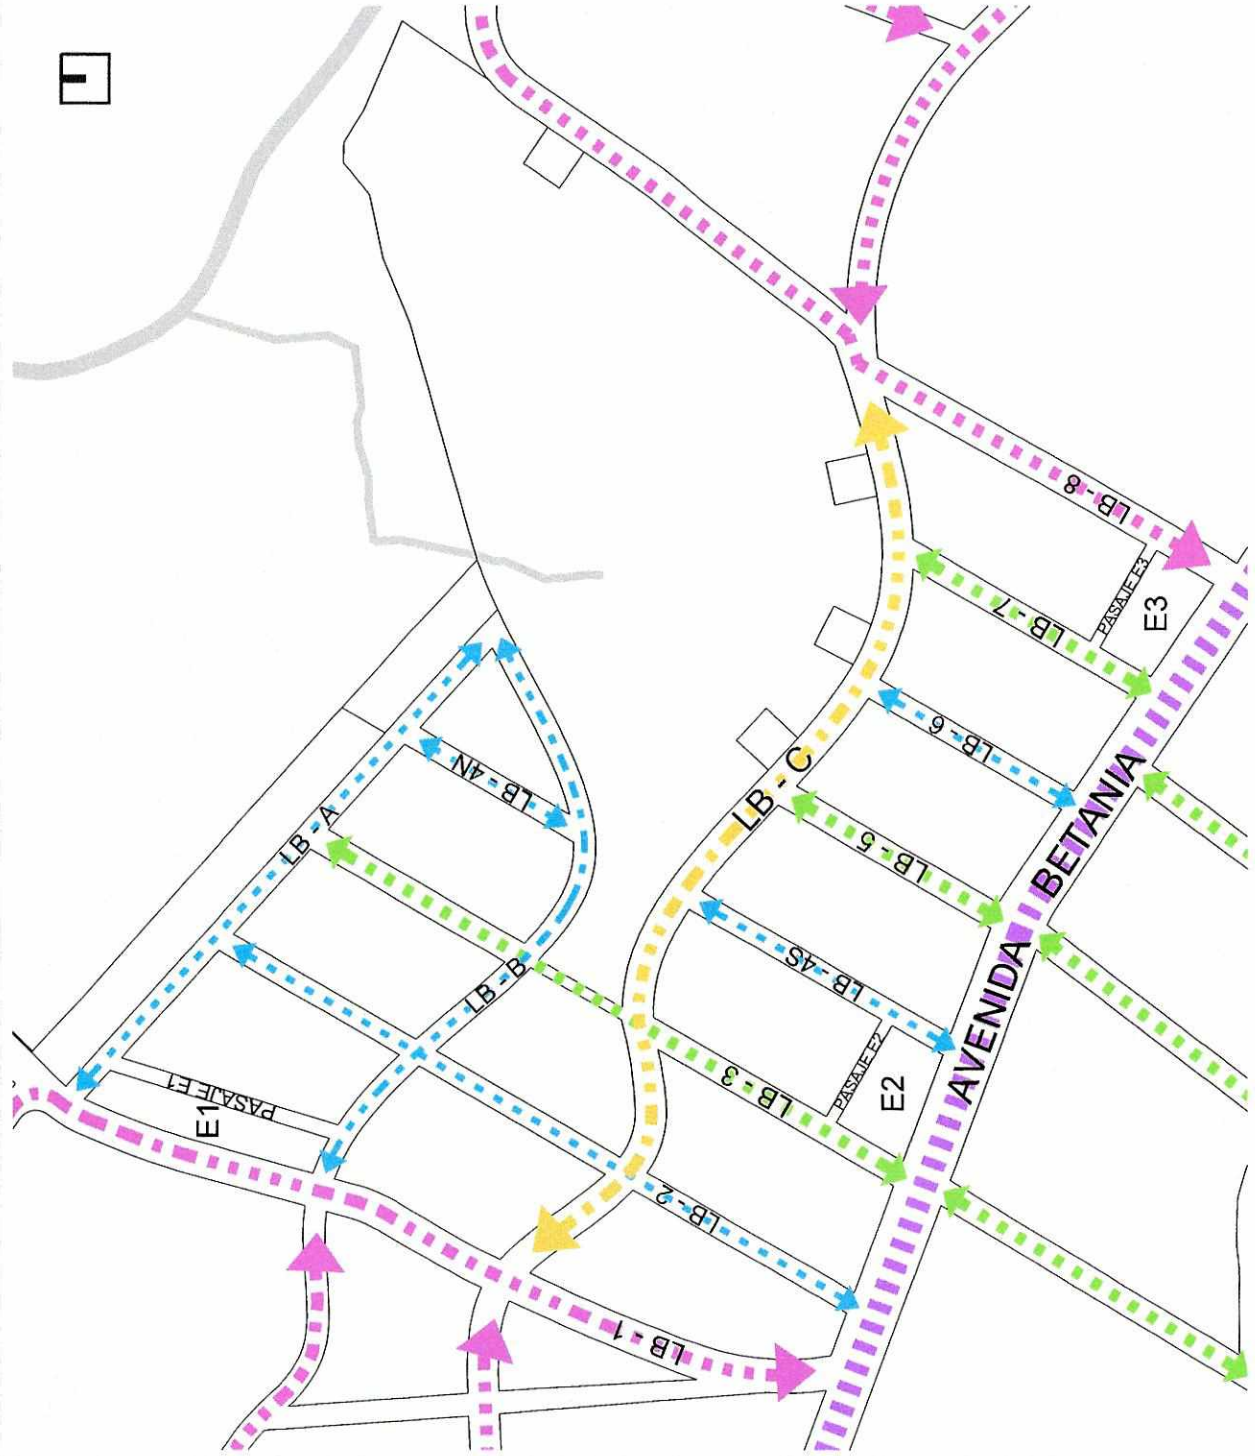 LB - A
LB - 4N
LB - B
PASAJE E1
E1
LB - C
LB - 8
PASAJE E3
E3
LB - 7
LB - 6
LB - 5
LB - 4S
PASAJE E2
E2
LB - 3
LB - 2
LB - 1
AVENIDA BETANIA